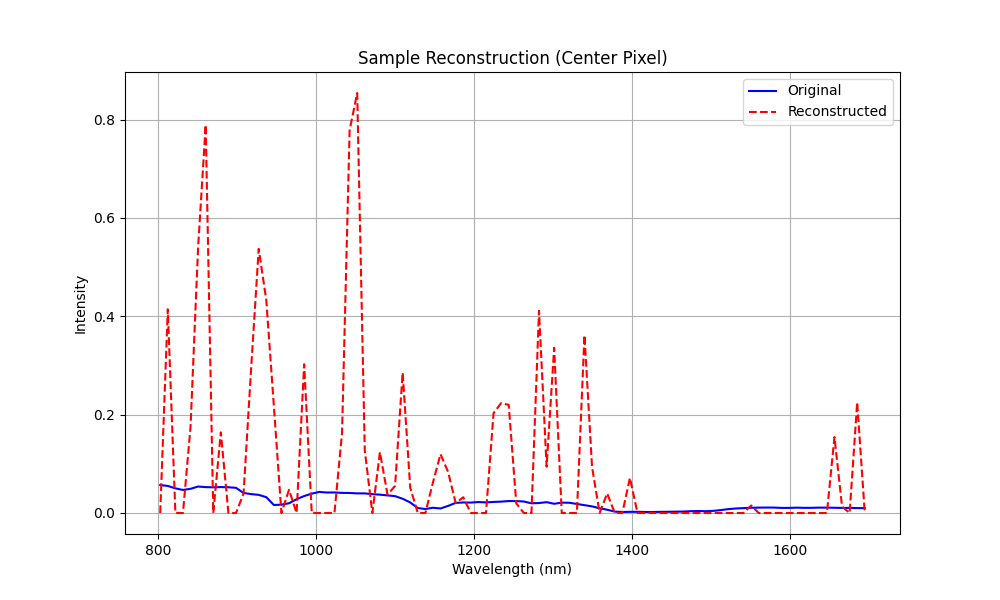 Sample Reconstruction (Center Pixel)
Original
Reconstructed
0.8
0.6
0.4
0.2
0.0
Intensity
800 1000 1200 1400 1600
Wavelength (nm)